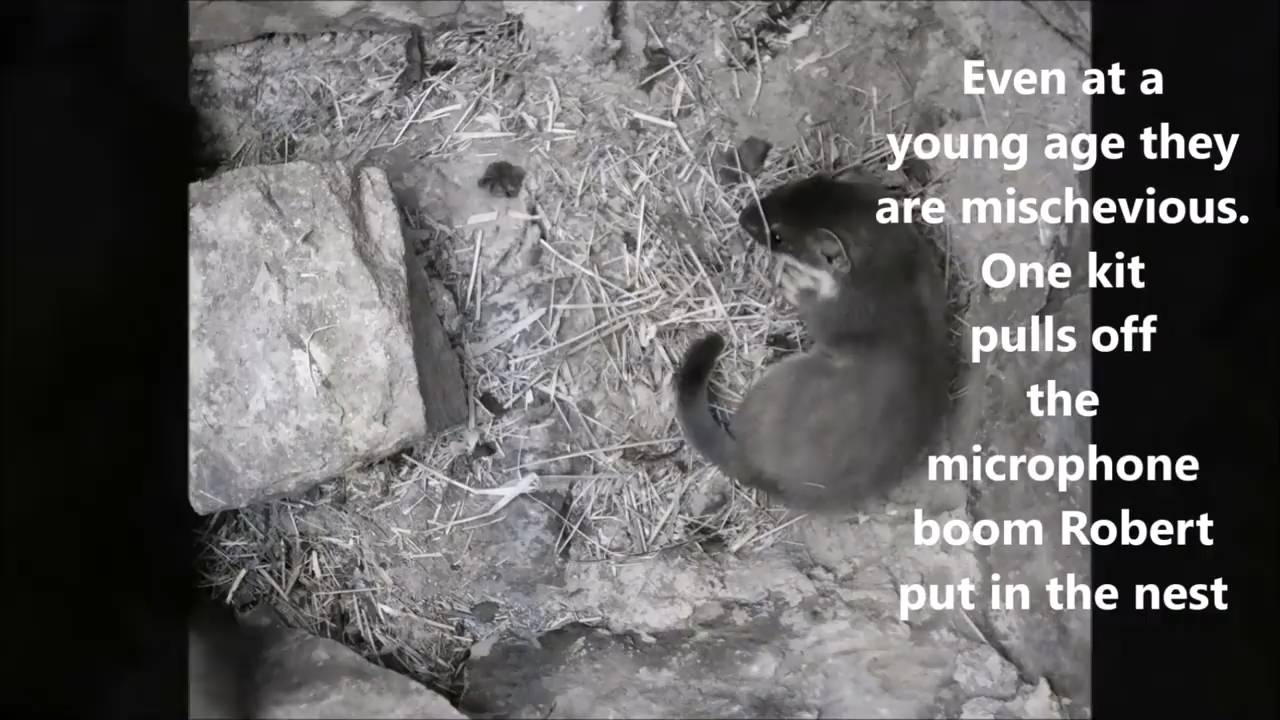 Even at a
young age they
are mischevious.
One kit
pulls off
the
microphone
boom Robert
put in the nest